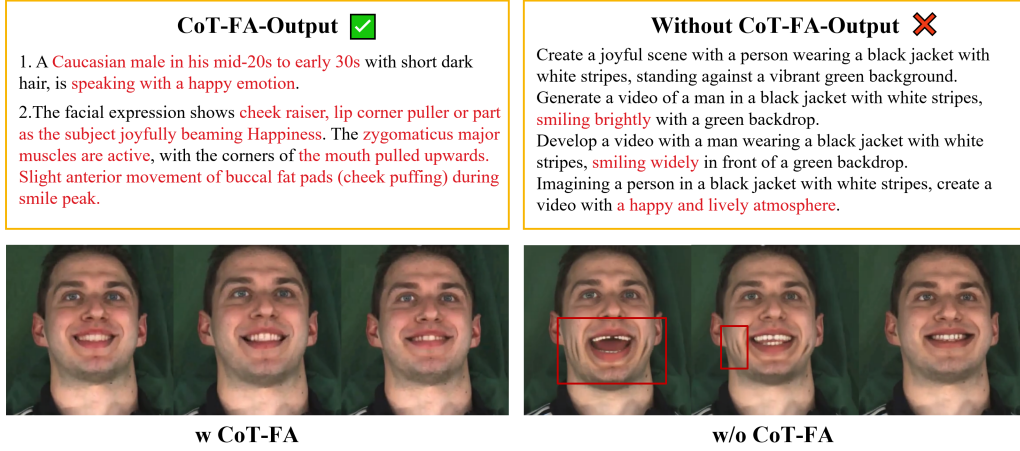 CoT-FA-Output
1. A Caucasian male in his mid-20s to early 30s with short dark
hair, is speaking with a happy emotion.
2.The facial expression shows cheek raiser, lip corner puller or part
as the subject joyfully beaming Happiness. The zygomaticus major
muscles are active, with the corners of the mouth pulled upwards.
Slight anterior movement of buccal fat pads (cheek puffing) during
smile peak.
Without CoT-FA-Output
Create a joyful scene with a person wearing a black jacket with
white stripes, standing against a vibrant green background.
Generate a video of a man in a black jacket with white stripes,
smiling brightly with a green backdrop.
Develop a video with a man wearing a black jacket with white
stripes, smiling widely in front of a green backdrop.
Imagining a person in a black jacket with white stripes, create a
video with a happy and lively atmosphere.
w CoT-FA
w/o CoT-FA